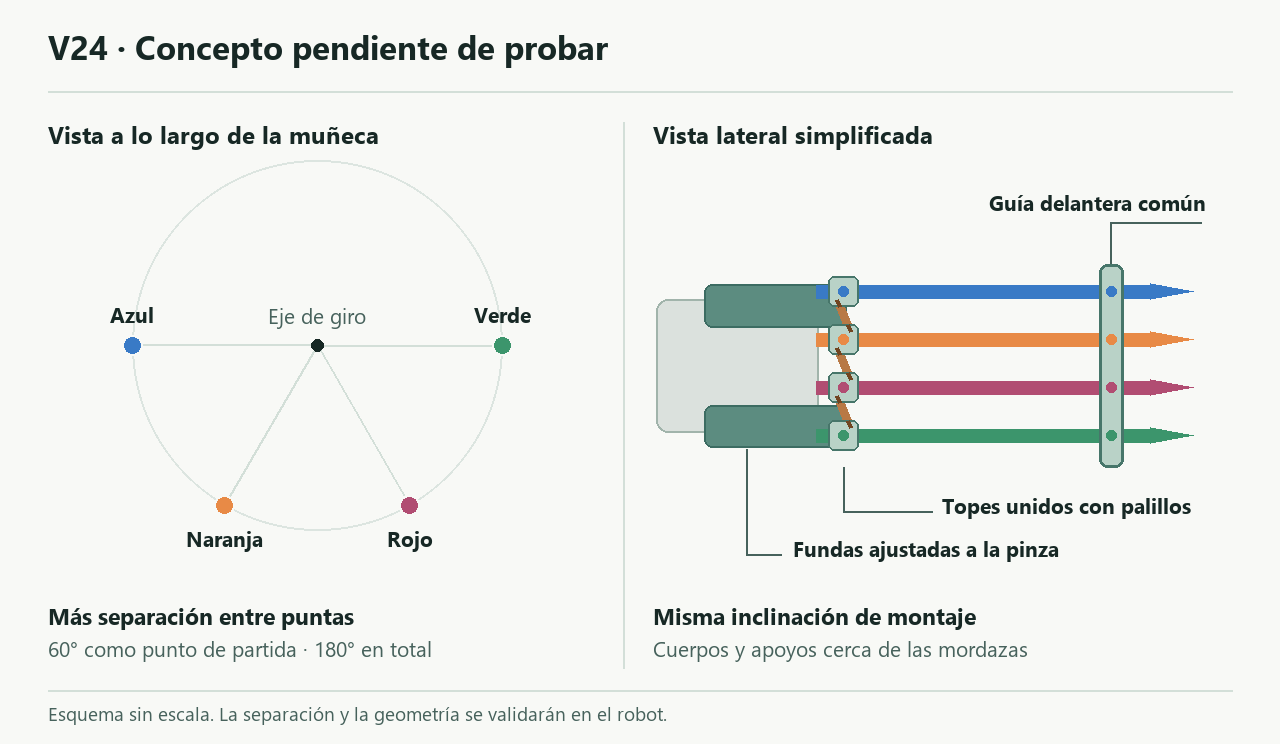 V24 · Concepto pendiente de probar
Vista a lo largo de la muñeca
Azul
Eje de giro
Verde
Naranja
Rojo
Más separación entre puntas
60° como punto de partida · 180° en total
Vista lateral simplificada
Guía delantera común
Topes unidos con palillos
Fundas ajustadas a la pinza
Misma inclinación de montaje
Cuerpos y apoyos cerca de las mordazas
Esquema sin escala. La separación y la geometría se validarán en el robot.